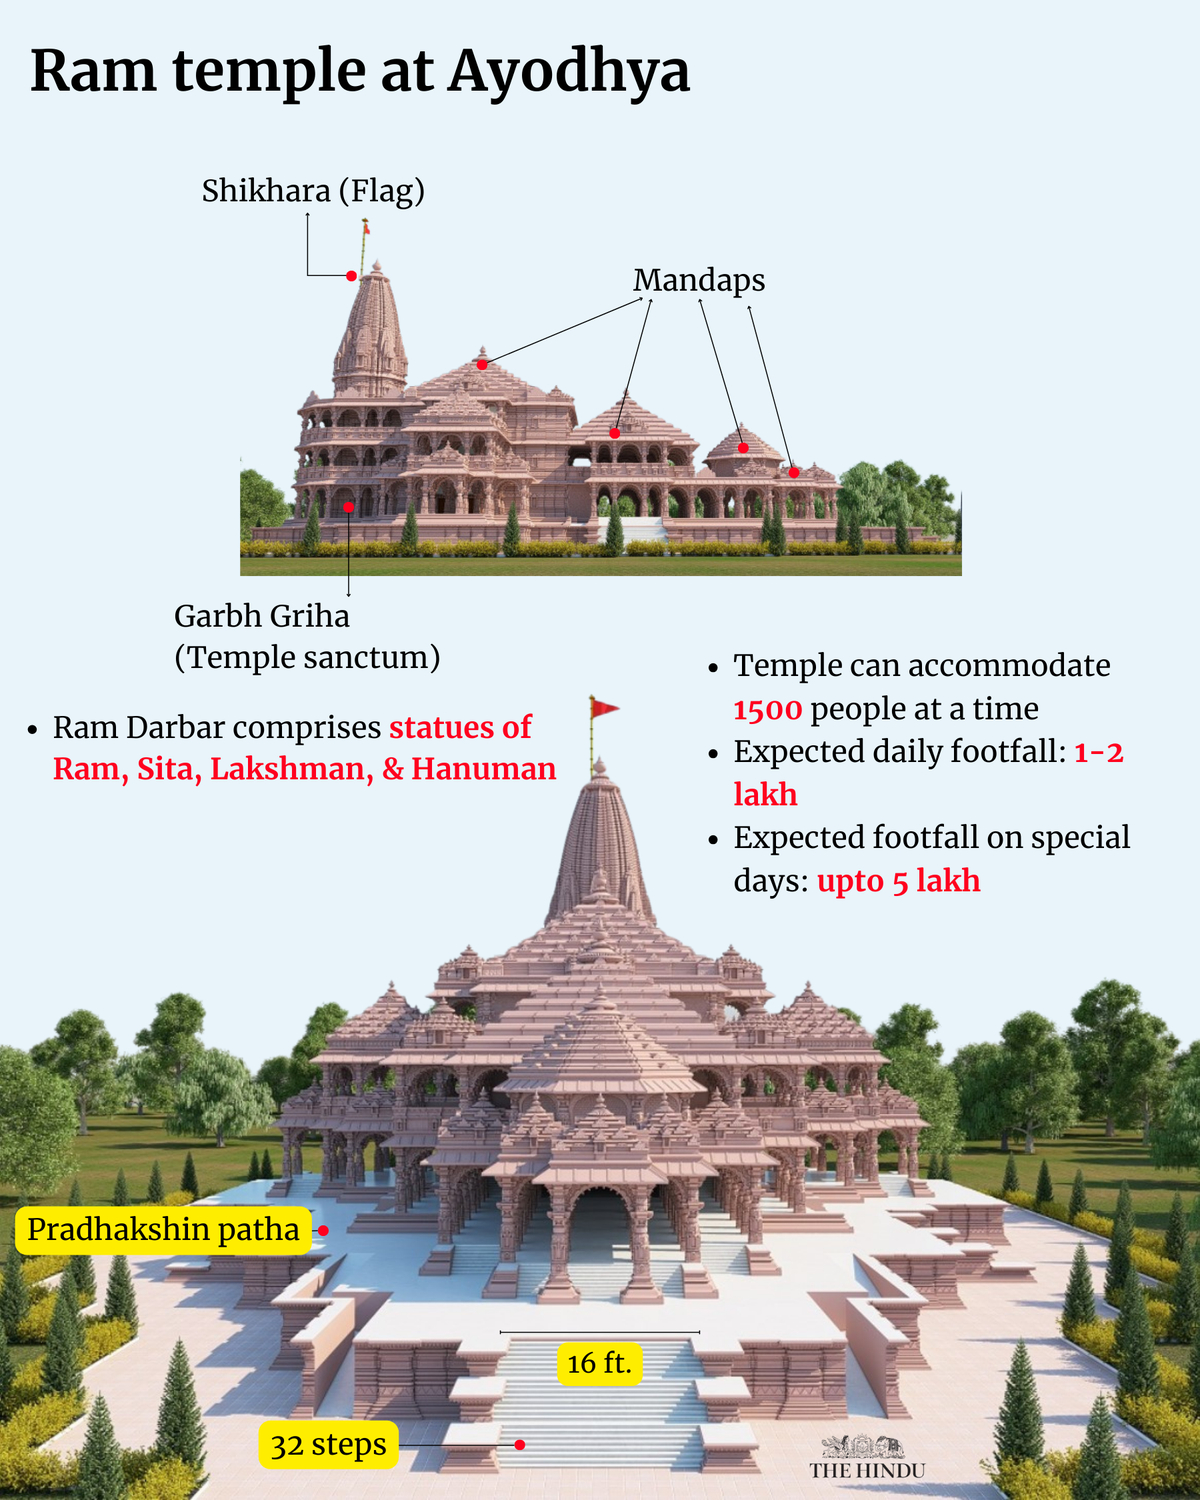 Ram temple at Ayodhya
Shikhara (Flag)
Mandaps
Garbh Griha
(Temple sanctum)
• Ram Darbar comprises statues of
Ram, Sita, Lakshman, & Hanuman
• Temple can accommodate
1500 people at a time
• Expected daily footfall: 1-2
lakh
• Expected footfall on special
days: upto 5 lakh
Pradhakshin patha
16 ft.
32 steps
THE HINDU